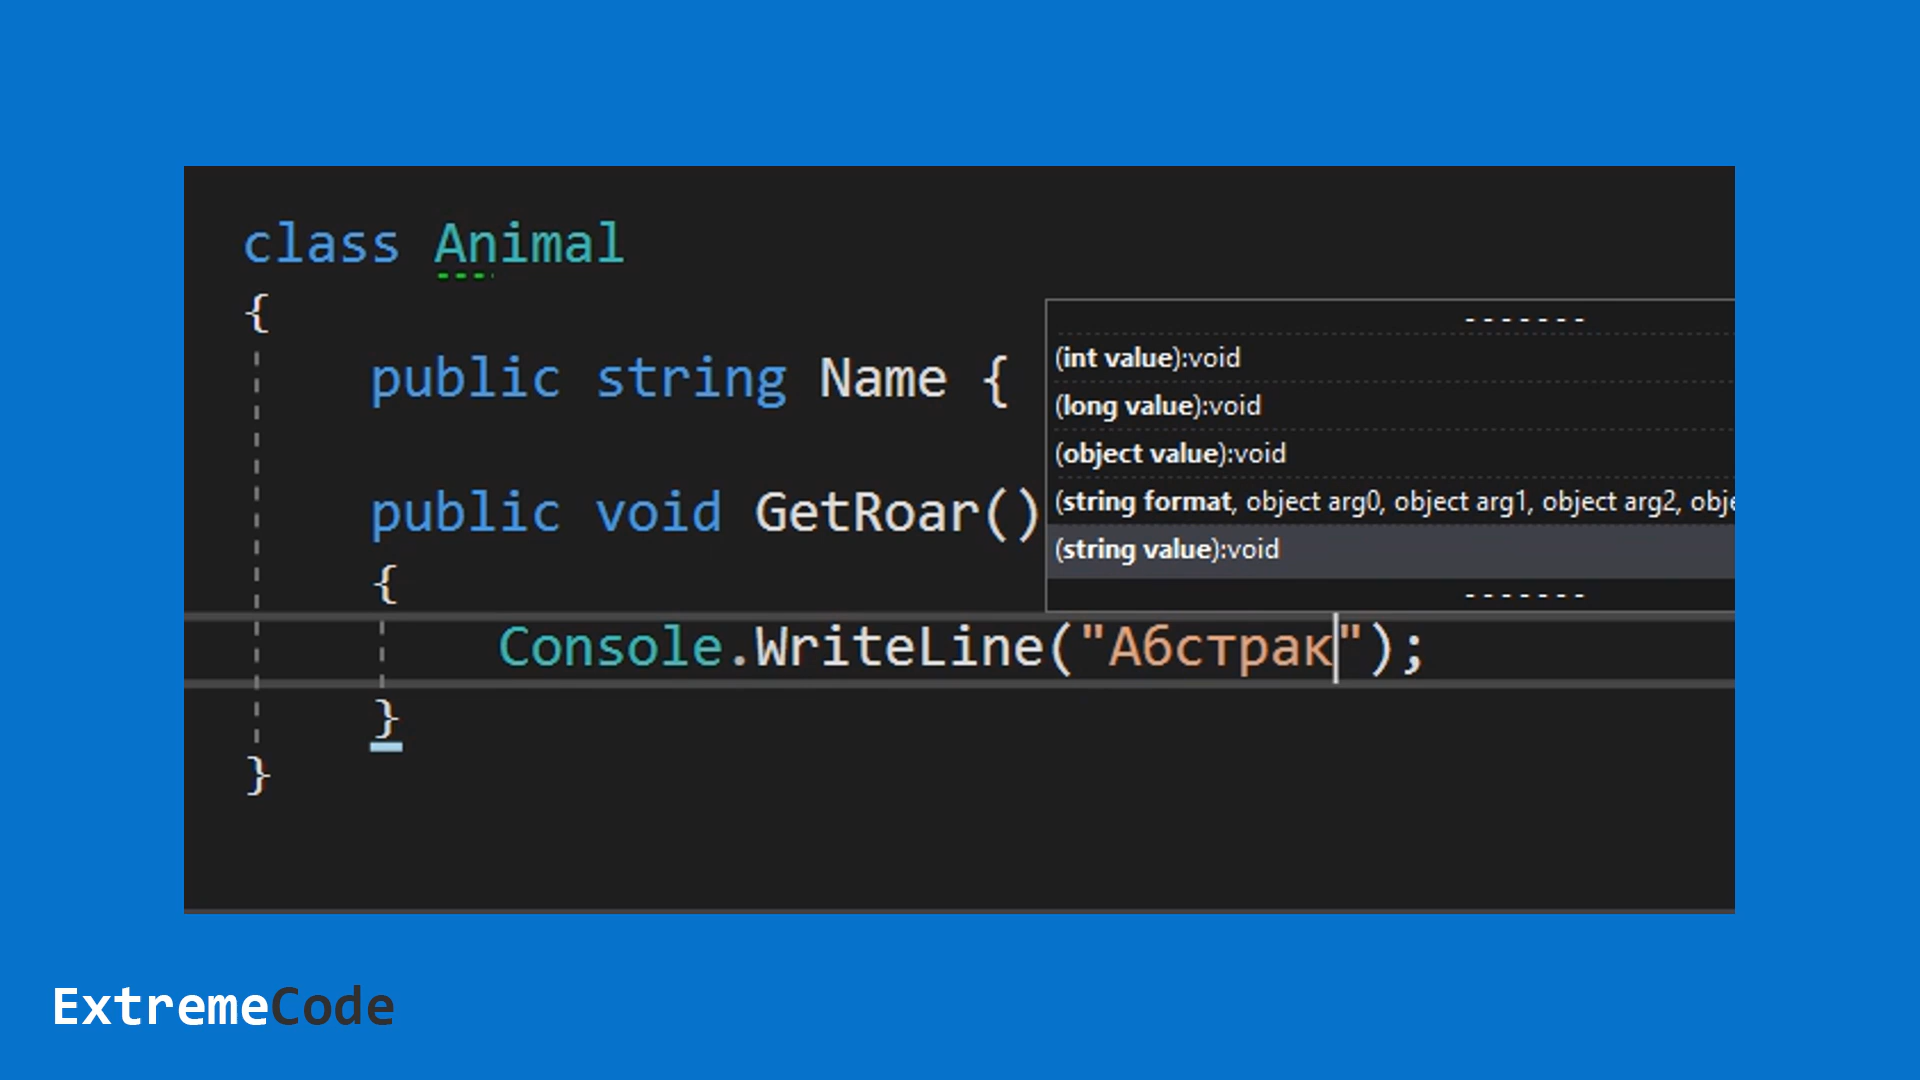 class Animal
{
public string Name {
-------
(int value):void
(long value):void
(object value):void
(string format, object arg0, object arg1, object arg2, obje
(string value):void
-------
public void GetRoar()
{
Console.WriteLine("Абстрак");
}
}
ExtremeCode